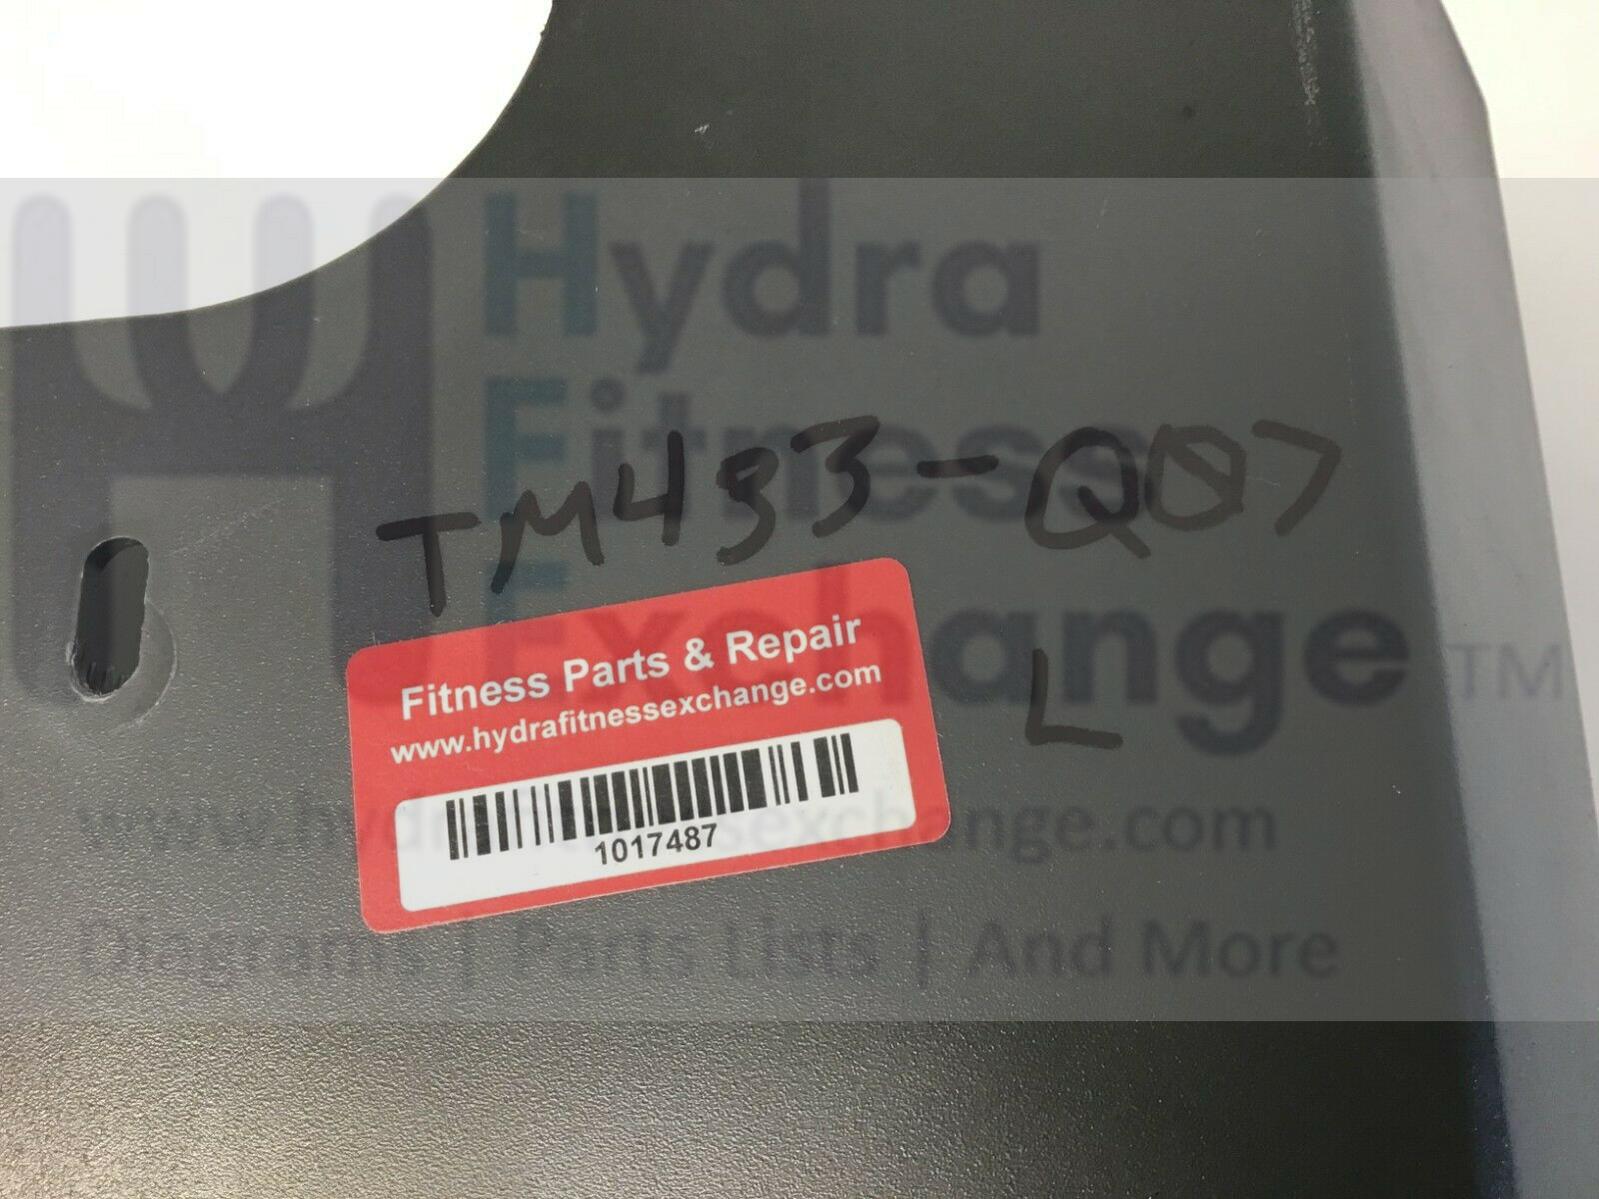 Hydra
Fitness
Exchange TM
TM493-Q07
L
Fitness Parts & Repair
www.hydrafitnessexchange.com
1017487
www.hydrafitnessexchange.com
Diagrams | Parts Lists | And More